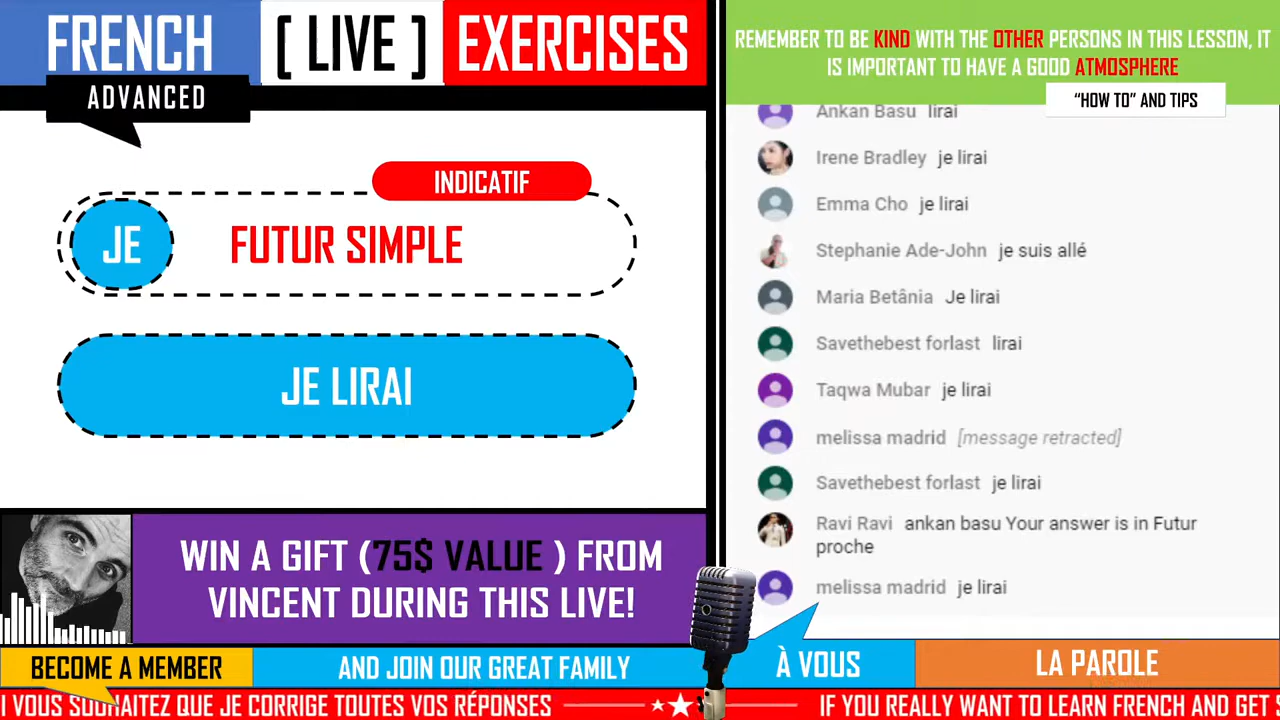 FRENCH
[ LIVE ]
EXERCISES
ADVANCED
REMEMBER TO BE KIND WITH THE OTHER PERSONS IN THIS LESSON, IT
IS IMPORTANT TO HAVE A GOOD ATMOSPHERE
“HOW TO” AND TIPS
INDICATIF
JE
FUTUR SIMPLE
JE LIRAI
Ankan Basu lirai
Irene Bradley je lirai
Emma Cho je lirai
Stephanie Ade-John je suis allé
Maria Betânia Je lirai
Savethebest forlast lirai
Taqwa Mubar je lirai
melissa madrid [message retracted]
Savethebest forlast je lirai
Ravi Ravi ankan basu Your answer is in Futur
proche
melissa madrid je lirai
WIN A GIFT (75$ VALUE ) FROM
VINCENT DURING THIS LIVE!
BECOME A MEMBER
AND JOIN OUR GREAT FAMILY
À VOUS
LA PAROLE
I VOUS SOUHAITEZ QUE JE CORRIGE TOUTES VOS RÉPONSES
IF YOU REALLY WANT TO LEARN FRENCH AND GET